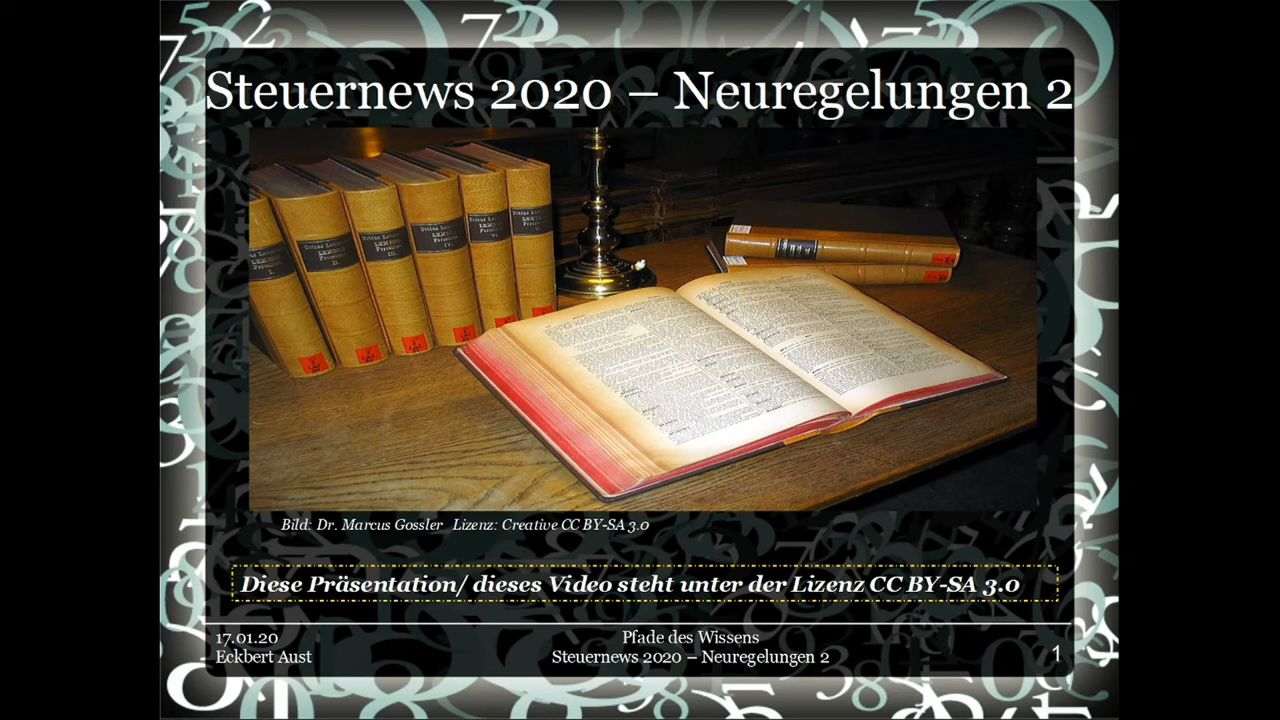 Steuernews 2020 – Neuregelungen 2
Bild: Dr. Marcus Gossler Lizenz: Creative CC BY-SA 3.0
Diese Präsentation/ dieses Video steht unter der Lizenz CC BY-SA 3.0
17.01.20
Eckbert Aust
Pfade des Wissens
Steuernews 2020 – Neuregelungen 2
1